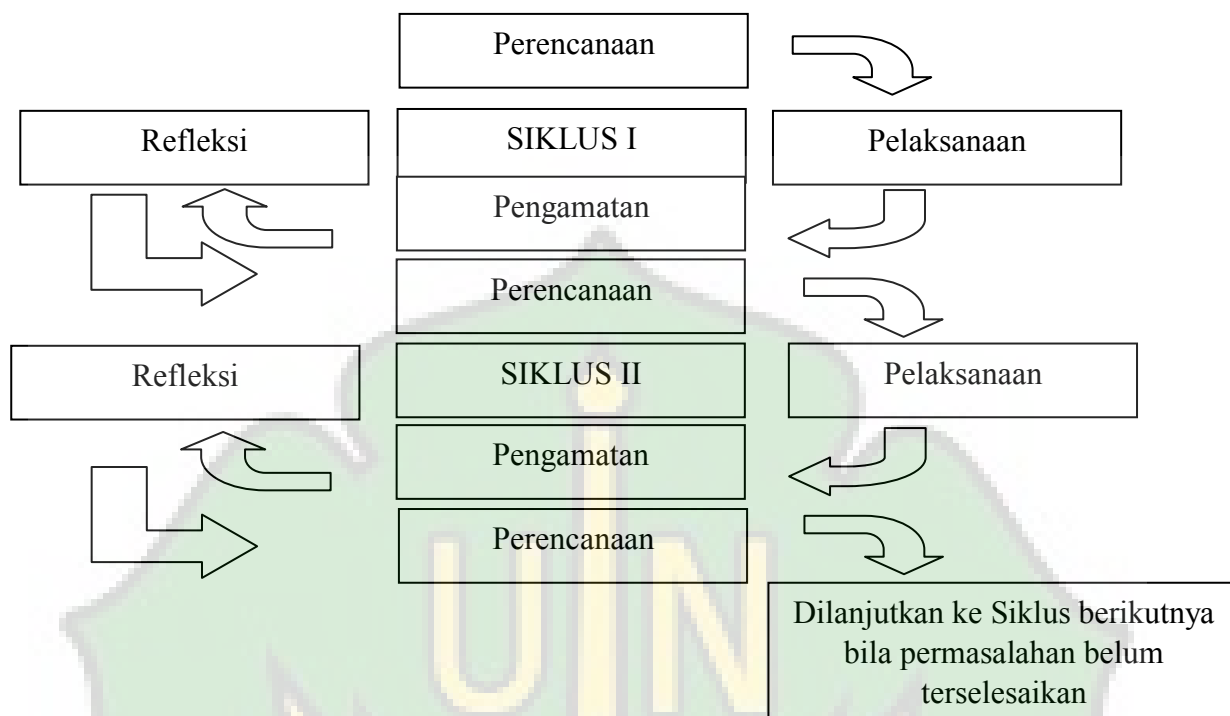 Perencanaan
Refleksi
SIKLUS I
Pelaksanaan
Pengamatan
Perencanaan
Refleksi
SIKLUS II
Pelaksanaan
Pengamatan
Perencanaan
Dilanjutkan ke Siklus berikutnya
bila permasalahan belum
terselesaikan
UIN